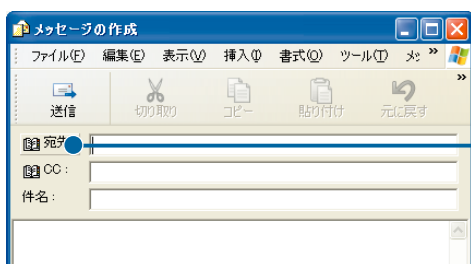 メッセージの作成
ファイル(F) 編集(E) 表示(V) 挿入(I) 書式(O) ツール(T) »
送信 切り取り コピー 貼り付け 元に戻す »
宛先
CC :
件名 :